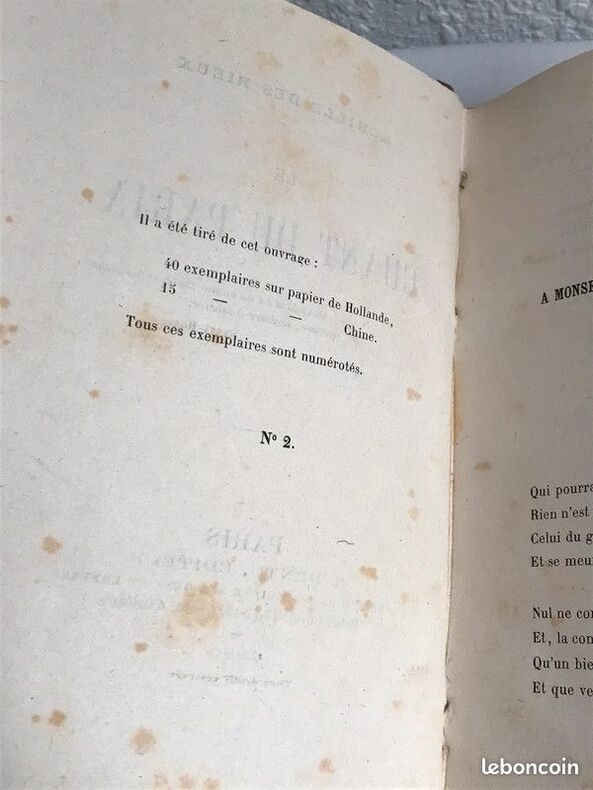 Il a été tiré de cet ouvrage :
40 exemplaires sur papier de Hollande,
15 — — Chine.
Tous ces exemplaires sont numérotés.
N° 2.
A MONSE
Qui pourra
Rien n'est
Celui du g
Et se meu
Nul ne con
Et, la con
Qu'un bie
Et que ve
leboncoin